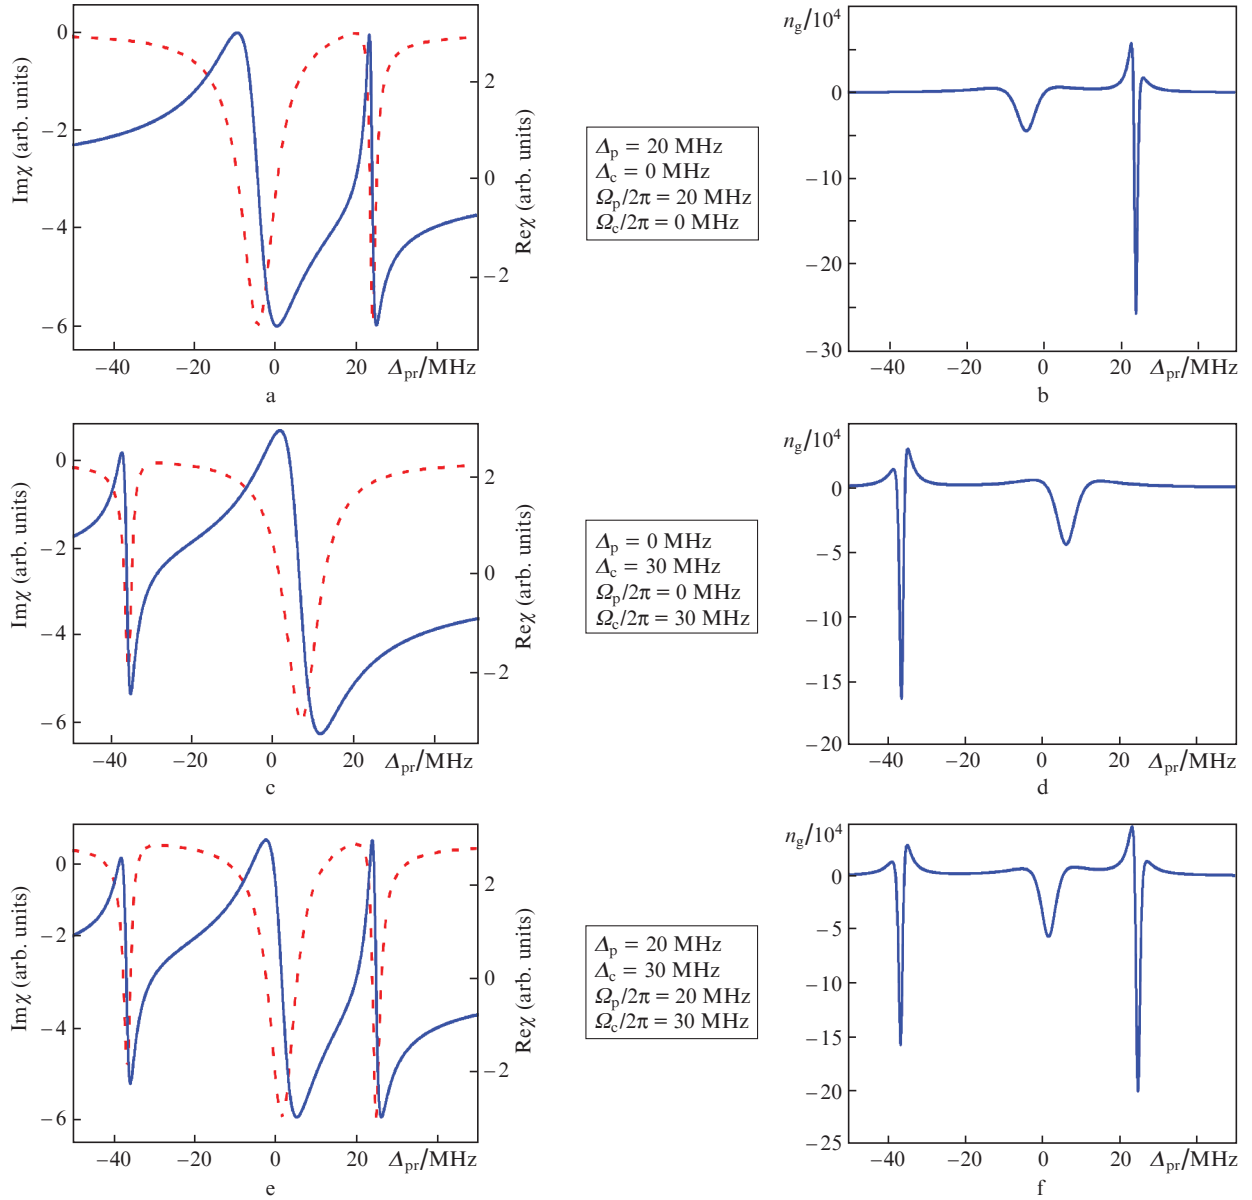 Imχ (arb. units)
0
−2
−4
−6
2
0
−2
Reχ (arb. units)
−40
−20
0
20
Δpr/MHz
a
Δp = 20 MHz
Δc = 0 MHz
Ωp/2π = 20 MHz
Ωc/2π = 0 MHz
ng/10⁴
0
−10
−20
−30
−40
−20
0
20
Δpr/MHz
b
Imχ (arb. units)
0
−2
−4
−6
2
0
−2
Reχ (arb. units)
−40
−20
0
20
Δpr/MHz
c
Δp = 0 MHz
Δc = 30 MHz
Ωp/2π = 0 MHz
Ωc/2π = 30 MHz
ng/10⁴
0
−5
−10
−15
−20
−40
−20
0
20
Δpr/MHz
d
Imχ (arb. units)
0
−2
−4
−6
2
0
−2
Reχ (arb. units)
−40
−20
0
20
Δpr/MHz
e
Δp = 20 MHz
Δc = 30 MHz
Ωp/2π = 20 MHz
Ωc/2π = 30 MHz
ng/10⁴
0
−5
−10
−15
−20
−25
−40
−20
0
20
Δpr/MHz
f